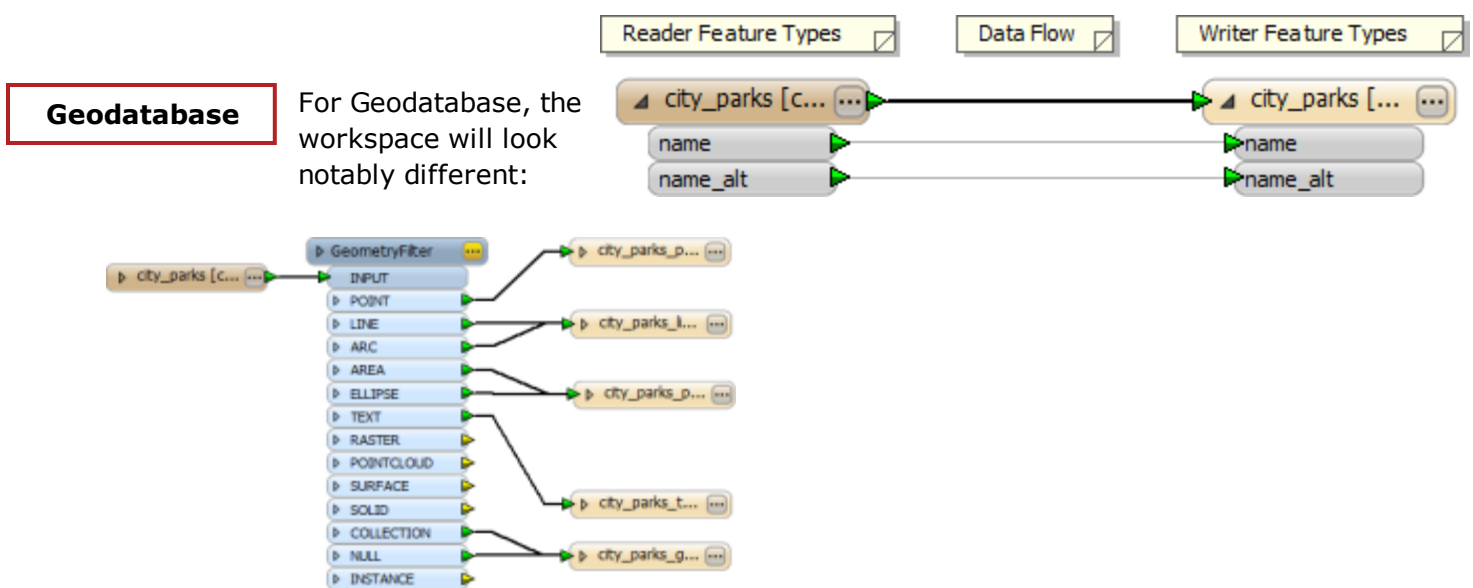 Reader Feature Types
Data Flow
Writer Feature Types
Geodatabase
For Geodatabase, the
workspace will look
notably different:
city_parks [c...
city_parks [...
name
name
name_alt
name_alt
GeometryFilter
city_parks [c...
INPUT
POINT
LINE
ARC
AREA
ELLIPSE
TEXT
RASTER
POINTCLOUD
SURFACE
SOLID
COLLECTION
NULL
INSTANCE
city_parks_p...
city_parks_li...
city_parks_p...
city_parks_t...
city_parks_g...